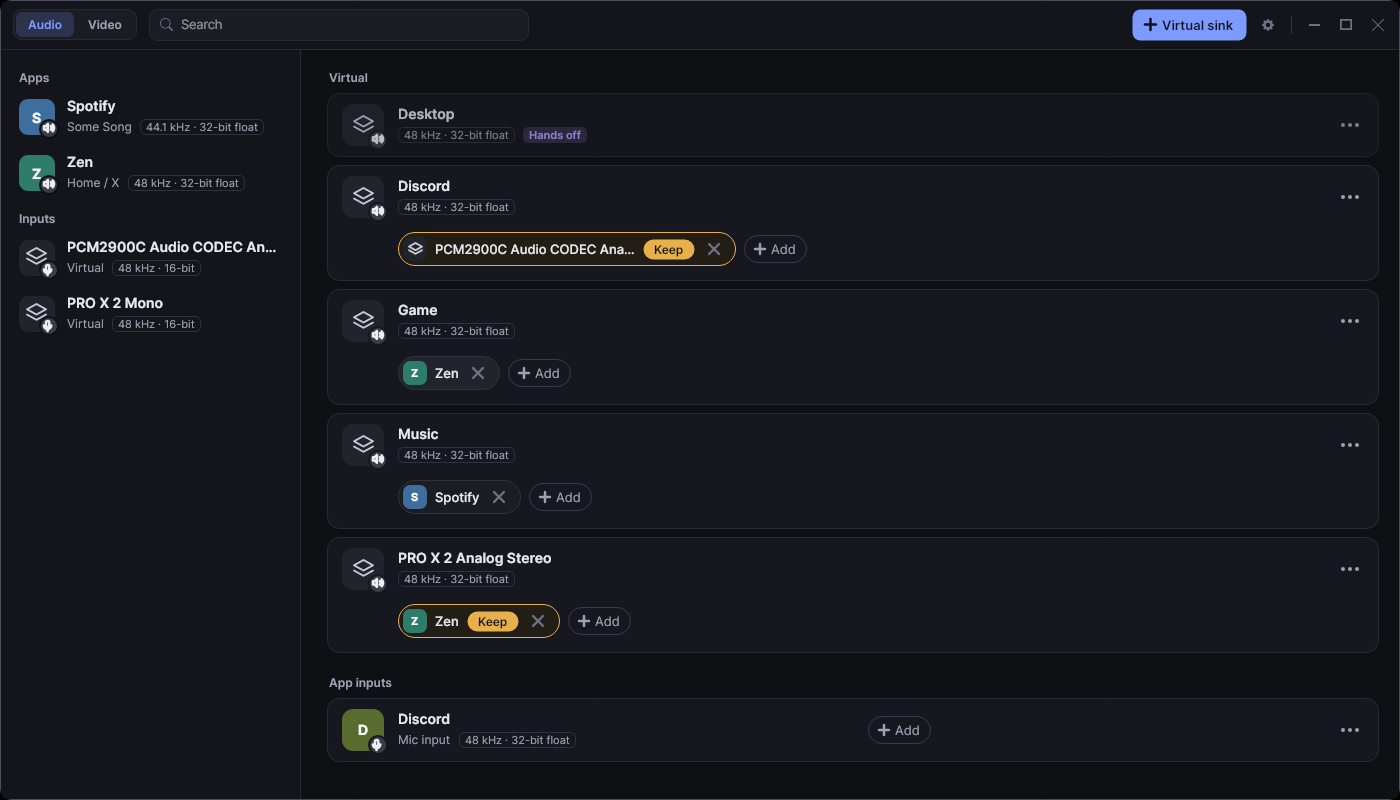 Audio Video Search + Virtual sink
Apps
S Spotify
Some Song 44.1 kHz · 32-bit float
Z Zen
Home / X 48 kHz · 32-bit float
Inputs
PCM2900C Audio CODEC An...
Virtual 48 kHz · 16-bit
PRO X 2 Mono
Virtual 48 kHz · 16-bit
Virtual
Desktop
48 kHz · 32-bit float Hands off
Discord
48 kHz · 32-bit float
PCM2900C Audio CODEC Ana... Keep + Add
Game
48 kHz · 32-bit float
Z Zen + Add
Music
48 kHz · 32-bit float
S Spotify + Add
PRO X 2 Analog Stereo
48 kHz · 32-bit float
Z Zen Keep + Add
App inputs
D Discord
Mic input 48 kHz · 32-bit float + Add